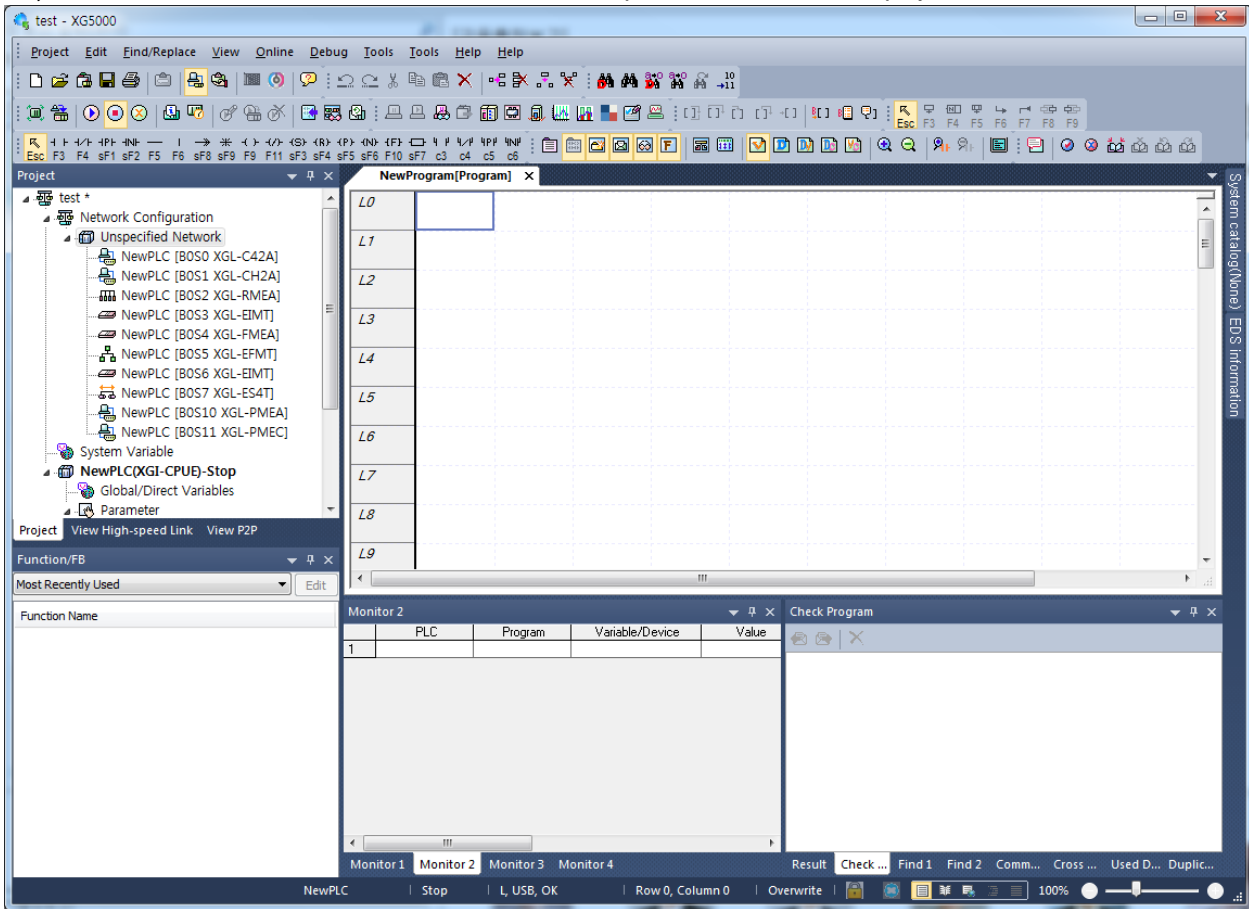 test - XG5000
Project Edit Find/Replace View Online Debug Tools Tools Help Help
Esc F3 F4 F5 F6 F7 F8 F9
Esc F3 F4 sF1 sF2 F5 F6 sF8 sF9 F9 F11 sF3 sF4 sF5 sF6 F10 sF7 c3 c4 c5 c6
Project
test *
Network Configuration
Unspecified Network
NewPLC [B0S0 XGL-C42A]
NewPLC [B0S1 XGL-CH2A]
NewPLC [B0S2 XGL-RMEA]
NewPLC [B0S3 XGL-EIMT]
NewPLC [B0S4 XGL-FMEA]
NewPLC [B0S5 XGL-EFMT]
NewPLC [B0S6 XGL-EIMT]
NewPLC [B0S7 XGL-ES4T]
NewPLC [B0S10 XGL-PMEA]
NewPLC [B0S11 XGL-PMEC]
System Variable
NewPLC(XGI-CPUE)-Stop
Global/Direct Variables
Parameter
Project View High-speed Link View P2P
Function/FB
Most Recently Used Edit
Function Name
NewProgram[Program]
L0
L1
L2
L3
L4
L5
L6
L7
L8
L9
System catalog(None)
EDS information
Monitor 2
PLC Program Variable/Device Value
1
Monitor 1 Monitor 2 Monitor 3 Monitor 4
Check Program
Result Check ... Find 1 Find 2 Comm... Cross ... Used D... Duplic...
NewPLC Stop L, USB, OK Row 0, Column 0 Overwrite 100%